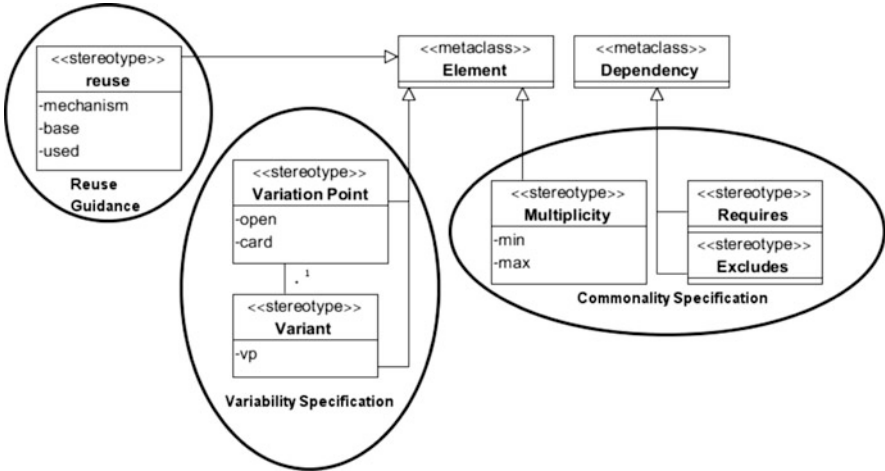 <<stereotype>>
reuse
-mechanism
-base
-used
Reuse
Guidance
<<metaclass>>
Element
<<metaclass>>
Dependency
<<stereotype>>
Variation Point
-open
-card
1
*
<<stereotype>>
Variant
-vp
Variability Specification
<<stereotype>>
Multiplicity
-min
-max
<<stereotype>>
Requires
<<stereotype>>
Excludes
Commonality Specification